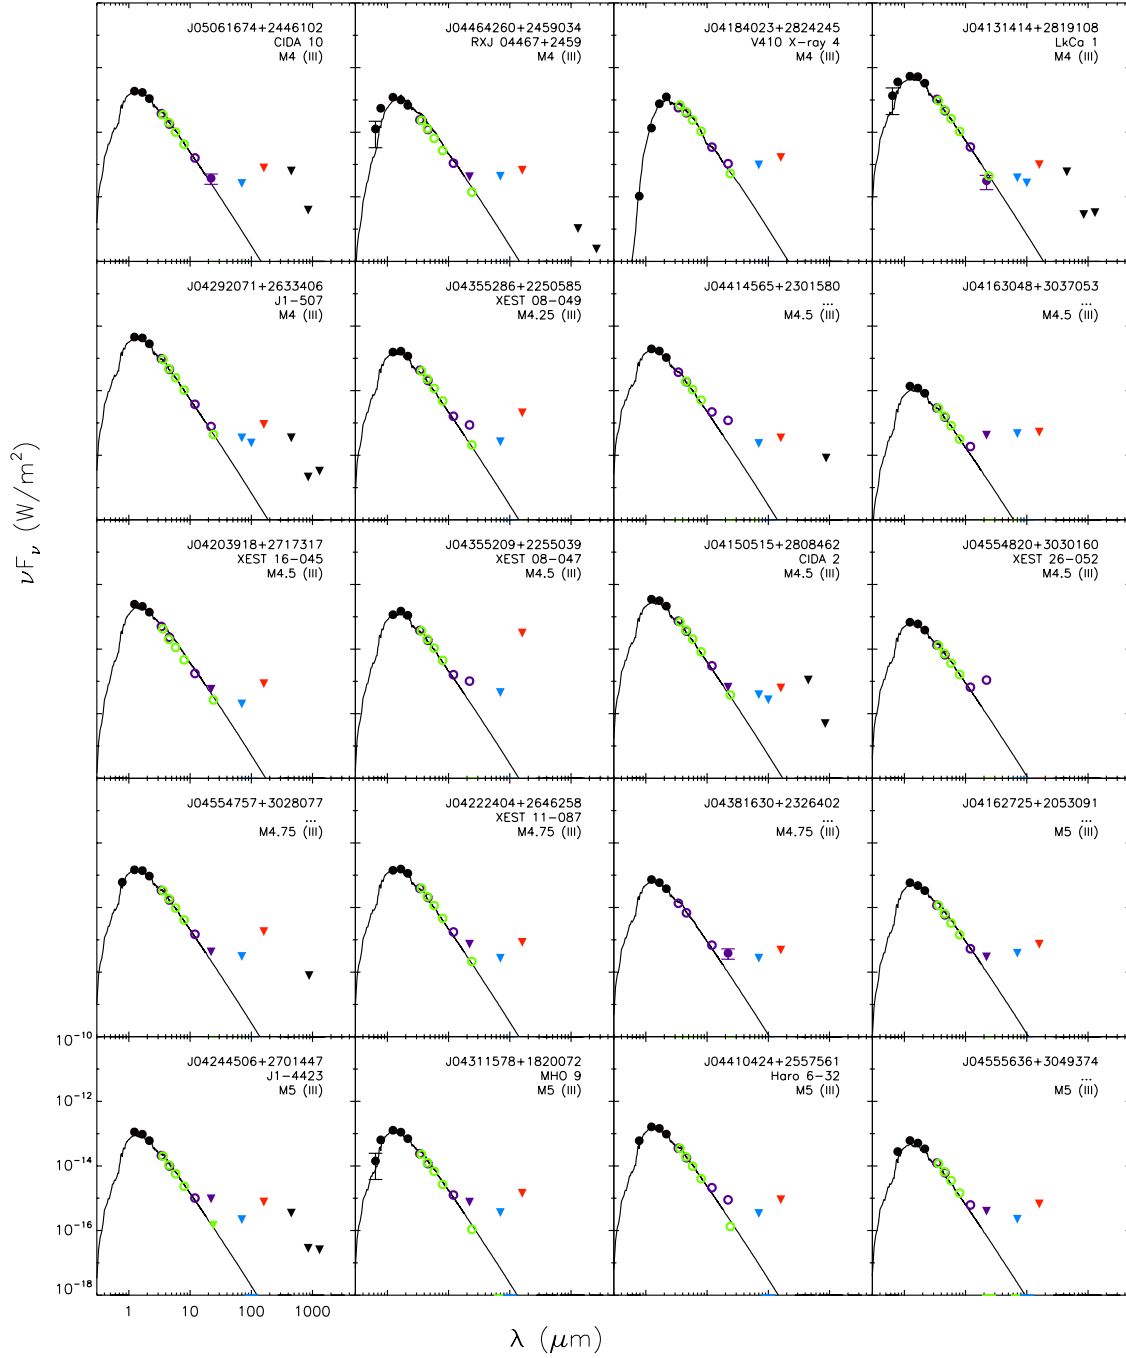 J05061674+2446102
CIDA 10
M4 (III)
J04464260+2459034
RXJ 04467+2459
M4 (III)
J04184023+2824245
V410 X-ray 4
M4 (III)
J04131414+2819108
LkCa 1
M4 (III)
J04292071+2633406
J1-507
M4 (III)
J04355286+2250585
XEST 08-049
M4.25 (III)
J04414565+2301580
...
M4.5 (III)
J04163048+3037053
...
M4.5 (III)
J04203918+2717317
XEST 16-045
M4.5 (III)
J04355209+2255039
XEST 08-047
M4.5 (III)
J04150515+2808462
CIDA 2
M4.5 (III)
J04554820+3030160
XEST 26-052
M4.5 (III)
J04554757+3028077
...
M4.75 (III)
J04222404+2646258
XEST 11-087
M4.75 (III)
J04381630+2326402
...
M4.75 (III)
J04162725+2053091
...
M5 (III)
J04244506+2701447
J1-4423
M5 (III)
J04311578+1820072
MHO 9
M5 (III)
J04410424+2557561
Haro 6-32
M5 (III)
J04555636+3049374
...
M5 (III)
νFν (W/m²)
10⁻¹⁰
10⁻¹²
10⁻¹⁴
10⁻¹⁶
10⁻¹⁸
1 10 100 1000
λ (μm)